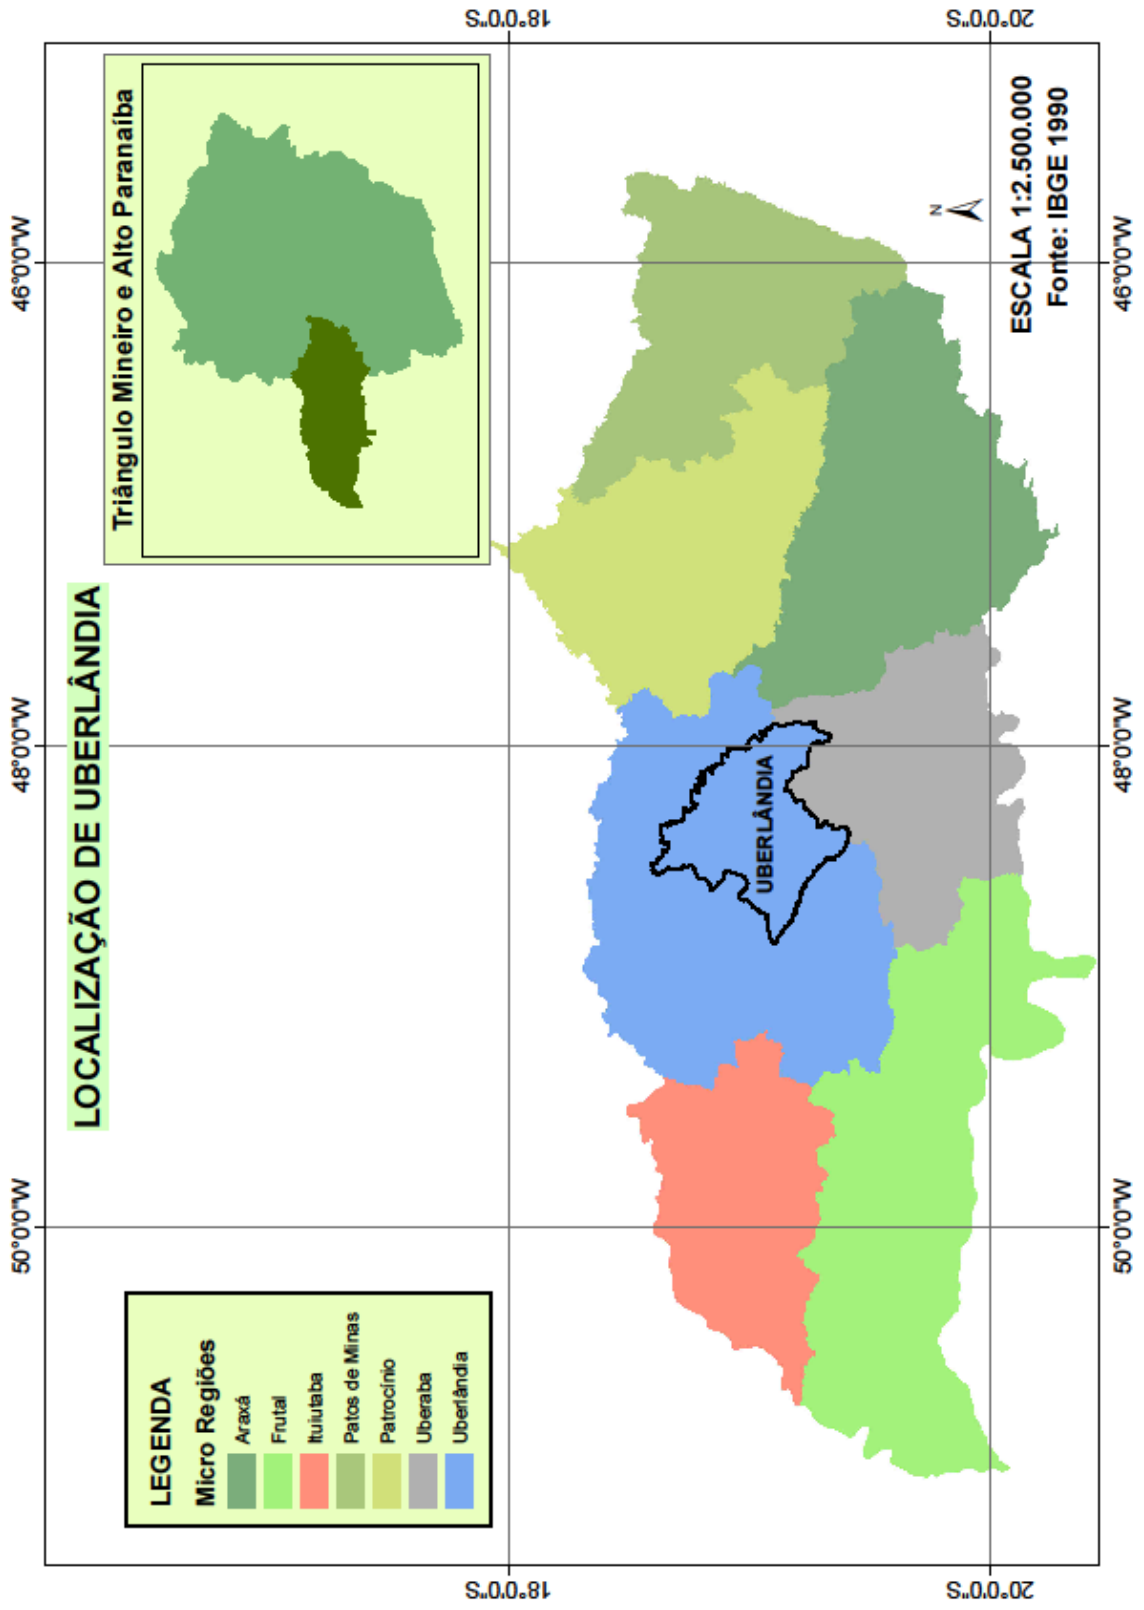 LOCALIZAÇÃO DE UBERLÂNDIA
50°0'0"W
48°0'0"W
46°0'0"W
LEGENDA
Micro Regiões
Araxá
Frutal
Ituiutaba
Patos de Minas
Patrocínio
Uberaba
Uberlândia
Triângulo Mineiro e Alto Paranaíba
18°0'0"S
18°0'0"S
UBERLÂNDIA
N
20°0'0"S
20°0'0"S
ESCALA 1:2.500.000
Fonte: IBGE 1990
50°0'0"W
48°0'0"W
46°0'0"W